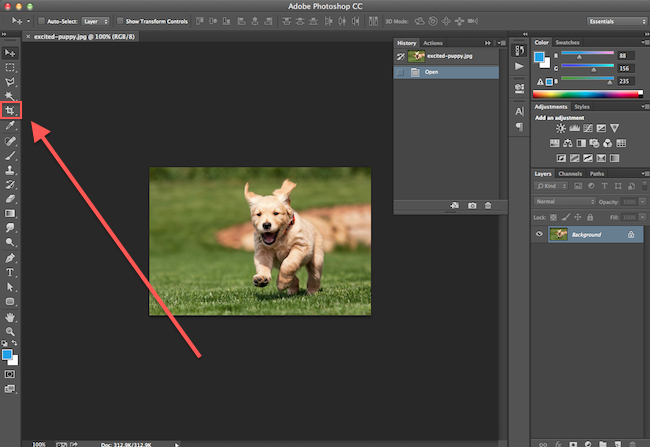 Adobe Photoshop CC
Auto-Select: Layer Show Transform Controls 3D Mode: Essentials
excited-puppy.jpg @ 100% (RGB/8)
History Actions
excited-puppy.jpg
Open
Color Swatches
R 88
G 156
B 235
Adjustments Styles
Add an adjustment
Layers Channels Paths
Kind
Normal Opacity: 100%
Lock: Fill: 100%
Background
100% Doc: 312.9K/312.9K